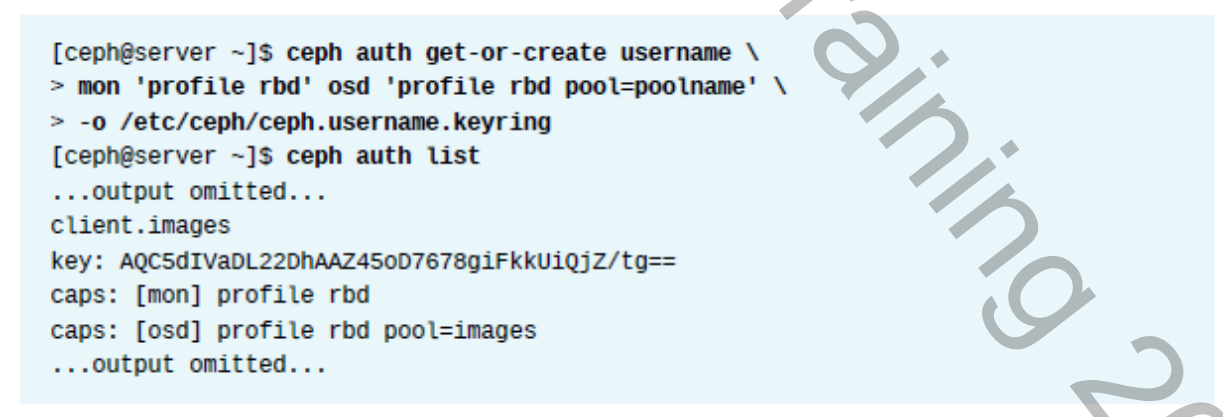 [ceph@server ~]$ ceph auth get-or-create username \
> mon 'profile rbd' osd 'profile rbd pool=poolname' \
> -o /etc/ceph/ceph.username.keyring
[ceph@server ~]$ ceph auth list
...output omitted...
client.images
key: AQC5dIVaDL22DhAAZ45oD7678giFkkUiQjZ/tg==
caps: [mon] profile rbd
caps: [osd] profile rbd pool=images
...output omitted...